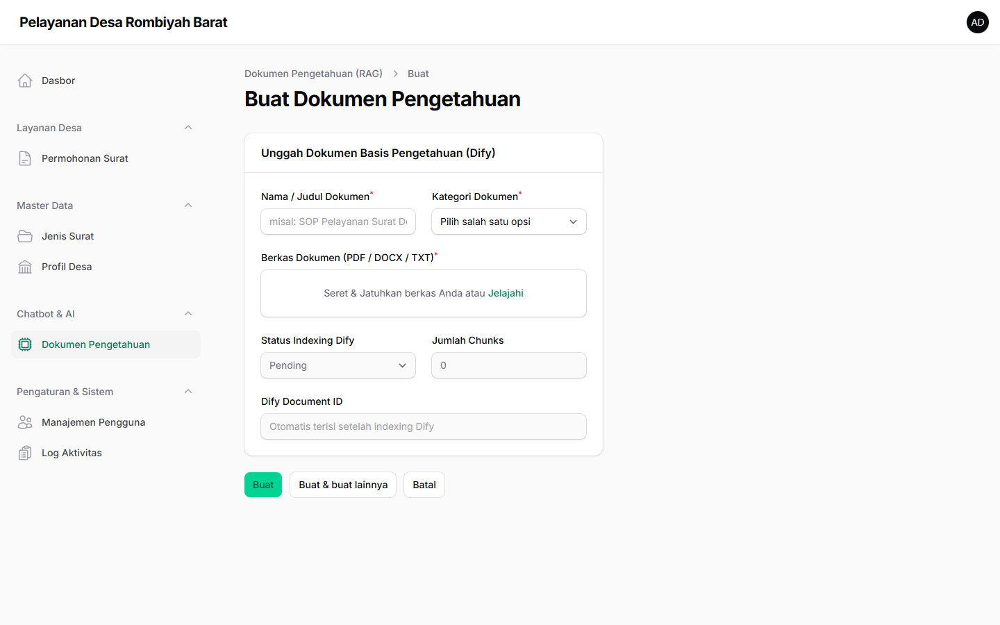 Pelayanan Desa Rombiyah Barat
AD
Dasbor
Layanan Desa
Permohonan Surat
Master Data
Jenis Surat
Profil Desa
Chatbot & AI
Dokumen Pengetahuan
Pengaturan & Sistem
Manajemen Pengguna
Log Aktivitas
Dokumen Pengetahuan (RAG) > Buat
Buat Dokumen Pengetahuan
Unggah Dokumen Basis Pengetahuan (Dify)
Nama / Judul Dokumen*
misal: SOP Pelayanan Surat De
Kategori Dokumen*
Pilih salah satu opsi
Berkas Dokumen (PDF / DOCX / TXT)*
Seret & Jatuhkan berkas Anda atau Jelajahi
Status Indexing Dify
Pending
Jumlah Chunks
0
Dify Document ID
Otomatis terisi setelah indexing Dify
Buat
Buat & buat lainnya
Batal